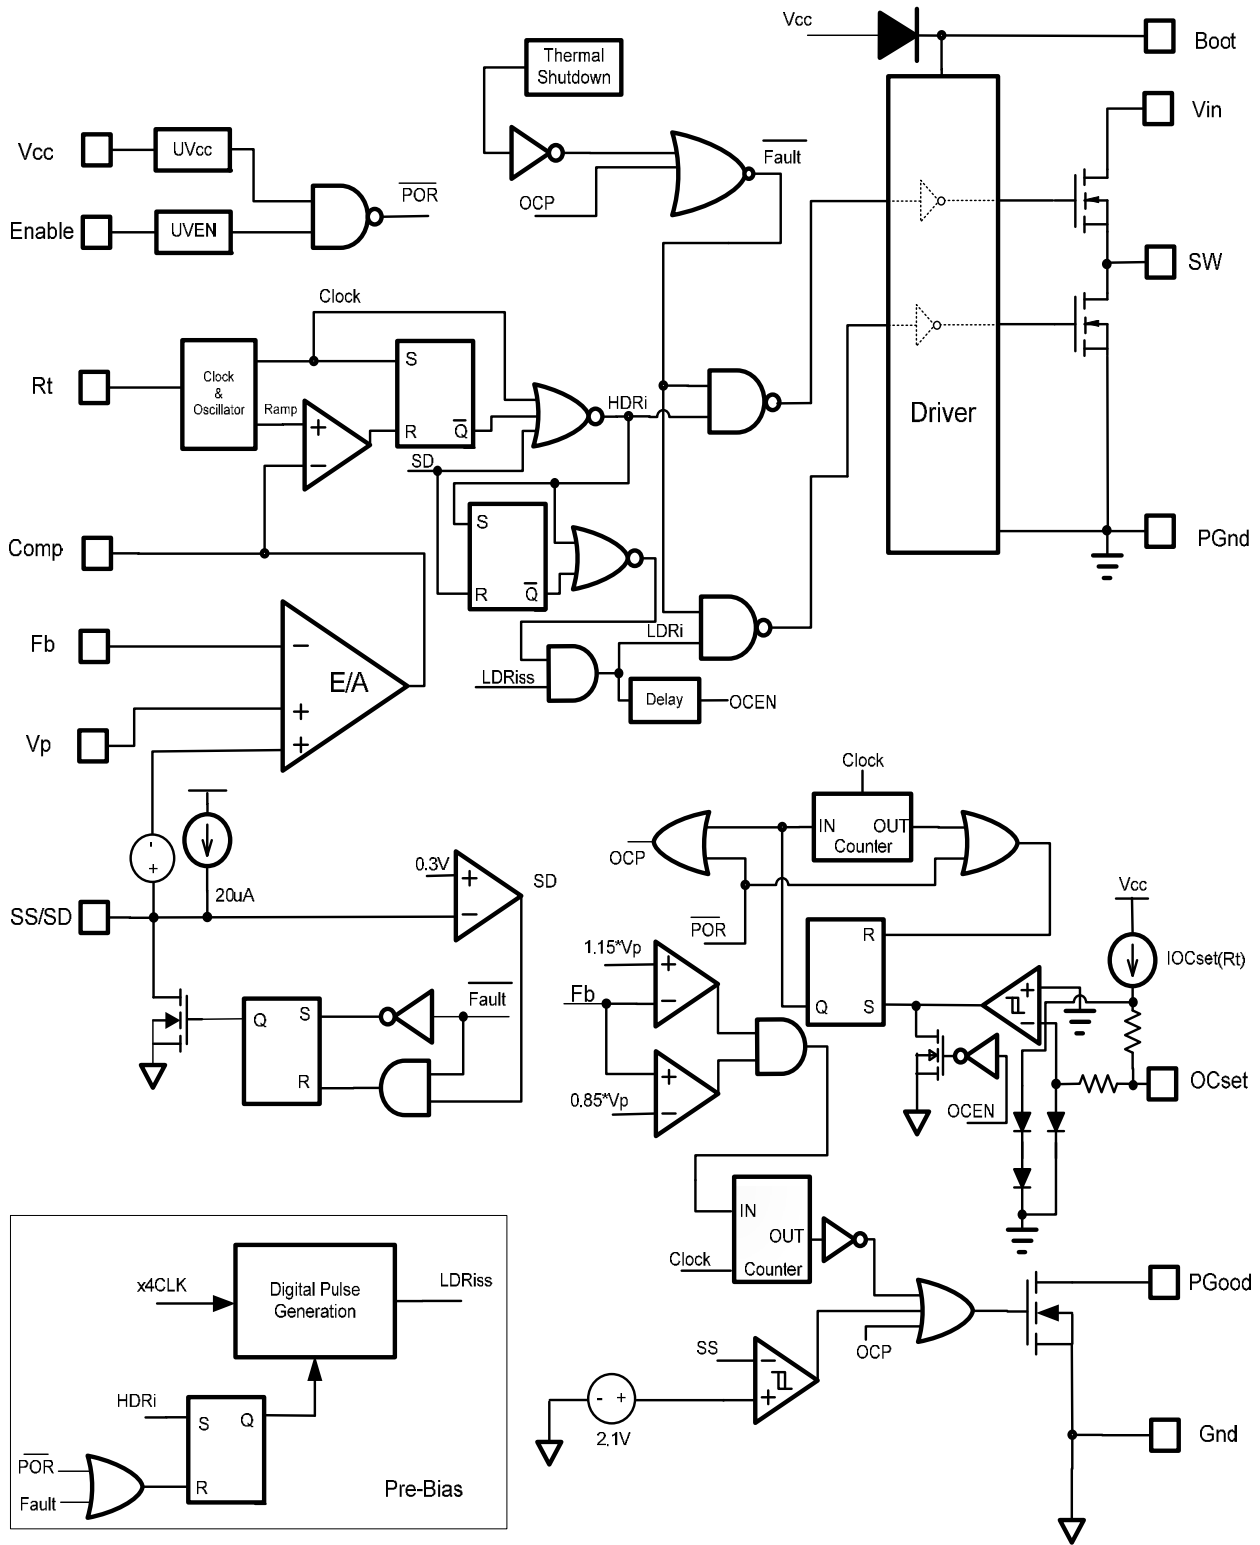 Vcc
Boot
Thermal
Shutdown
Vin
Vcc
UVcc
Fault
POR
OCP
Enable
UVEN
SW
Clock
Rt
Clock
&
Oscillator
Ramp
+
−
S
R
Q
HDRi
SD
Driver
S
R
Q
Comp
PGnd
Fb
−
E/A
LDRi
LDRiss
Delay
OCEN
+
Vp
+
Clock
-
+
20uA
0.3V
+
−
SD
OCP
IN
OUT
Counter
SS/SD
POR
Vcc
IOCset(Rt)
R
Q
S
1.15*Vp
+
Fb
−
+
−
Fault
Q
S
R
+
0.85*Vp
−
OCEN
OCset
IN
OUT
Clock
Counter
x4CLK
Digital Pulse
Generation
LDRiss
PGood
SS
−
+
OCP
- +
2.1V
HDRi
S
Q
R
POR
Fault
Pre-Bias
Gnd